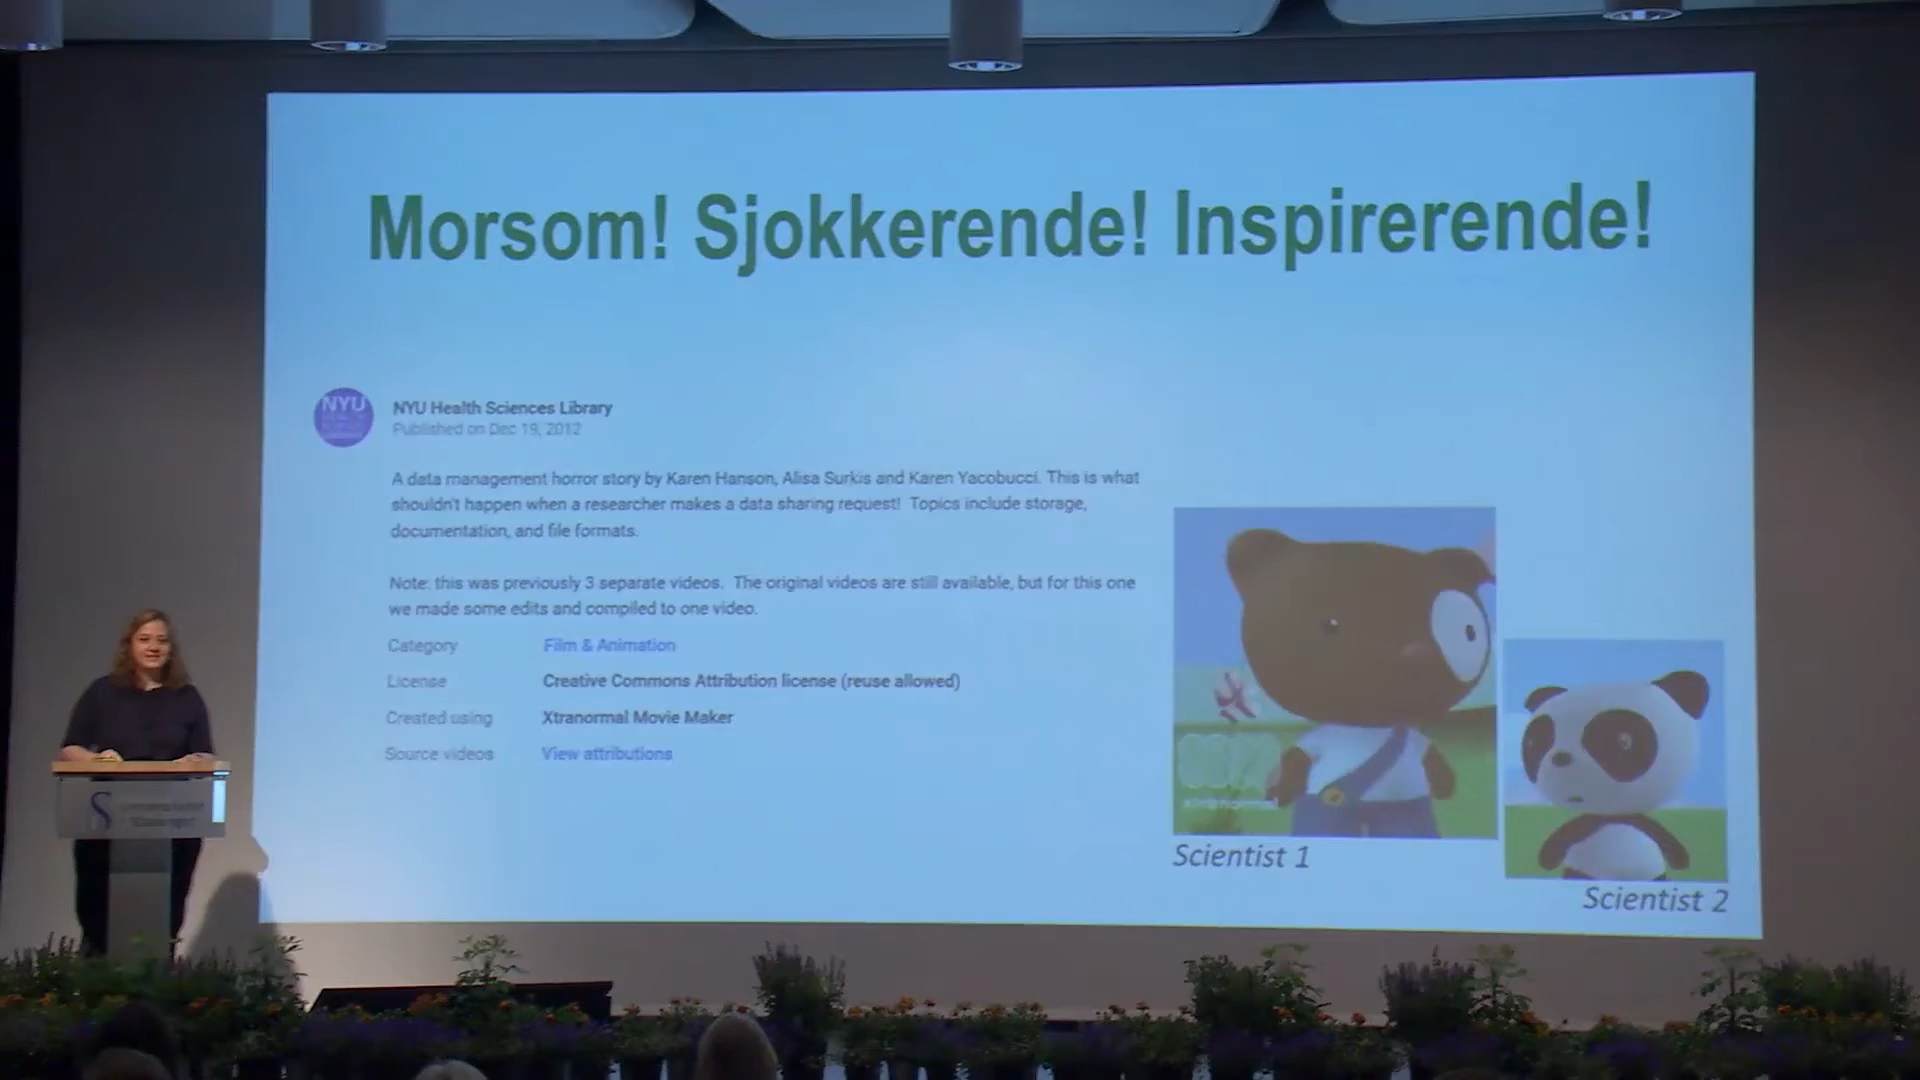 Morsom! Sjokkerende! Inspirerende!
NYU
NYU Health Sciences Library
Published on Dec 19, 2012
A data management horror story by Karen Hanson, Alisa Surkis and Karen Yacobucci. This is what
shouldn't happen when a researcher makes a data sharing request! Topics include storage,
documentation, and file formats.
Note: this was previously 3 separate videos. The original videos are still available, but for this one
we made some edits and compiled to one video.
Category Film & Animation
License Creative Commons Attribution license (reuse allowed)
Created using Xtranormal Movie Maker
Source videos View attributions
Scientist 1
Scientist 2